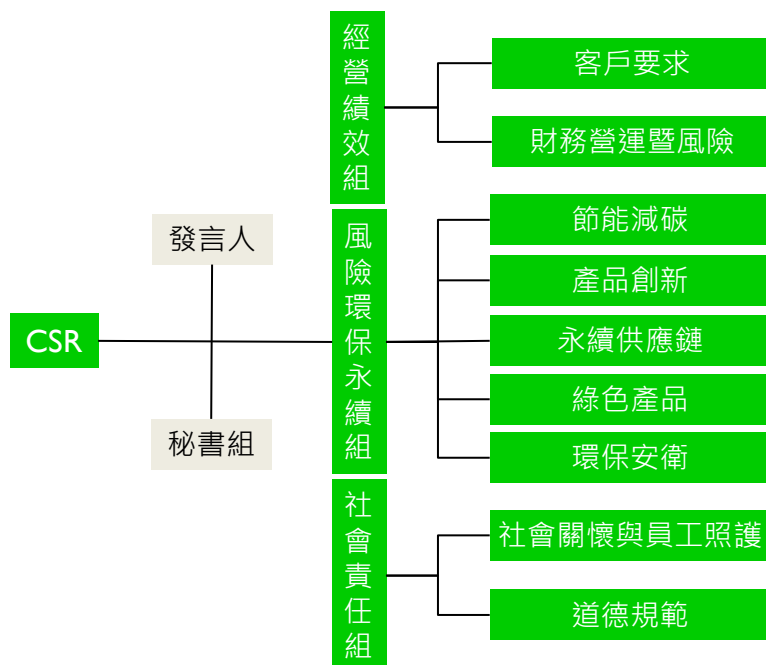 CSR
發言人
秘書組
經營績效組
客戶要求
財務營運暨風險
風險環保永續組
節能減碳
產品創新
永續供應鏈
綠色產品
環保安衛
社會責任組
社會關懷與員工照護
道德規範